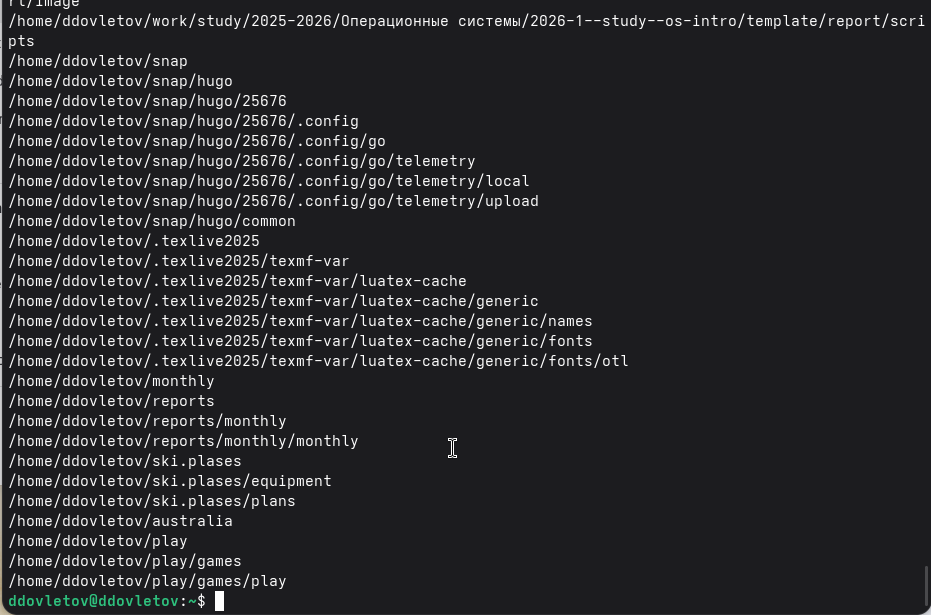 rt/image
/home/ddovletov/work/study/2025-2026/Операционные системы/2026-1--study--os-intro/template/report/scri
pts
/home/ddovletov/snap
/home/ddovletov/snap/hugo
/home/ddovletov/snap/hugo/25676
/home/ddovletov/snap/hugo/25676/.config
/home/ddovletov/snap/hugo/25676/.config/go
/home/ddovletov/snap/hugo/25676/.config/go/telemetry
/home/ddovletov/snap/hugo/25676/.config/go/telemetry/local
/home/ddovletov/snap/hugo/25676/.config/go/telemetry/upload
/home/ddovletov/snap/hugo/common
/home/ddovletov/.texlive2025
/home/ddovletov/.texlive2025/texmf-var
/home/ddovletov/.texlive2025/texmf-var/luatex-cache
/home/ddovletov/.texlive2025/texmf-var/luatex-cache/generic
/home/ddovletov/.texlive2025/texmf-var/luatex-cache/generic/names
/home/ddovletov/.texlive2025/texmf-var/luatex-cache/generic/fonts
/home/ddovletov/.texlive2025/texmf-var/luatex-cache/generic/fonts/otl
/home/ddovletov/monthly
/home/ddovletov/reports
/home/ddovletov/reports/monthly
/home/ddovletov/reports/monthly/monthly
/home/ddovletov/ski.plases
/home/ddovletov/ski.plases/equipment
/home/ddovletov/ski.plases/plans
/home/ddovletov/australia
/home/ddovletov/play
/home/ddovletov/play/games
/home/ddovletov/play/games/play
ddovletov@ddovletov:~$